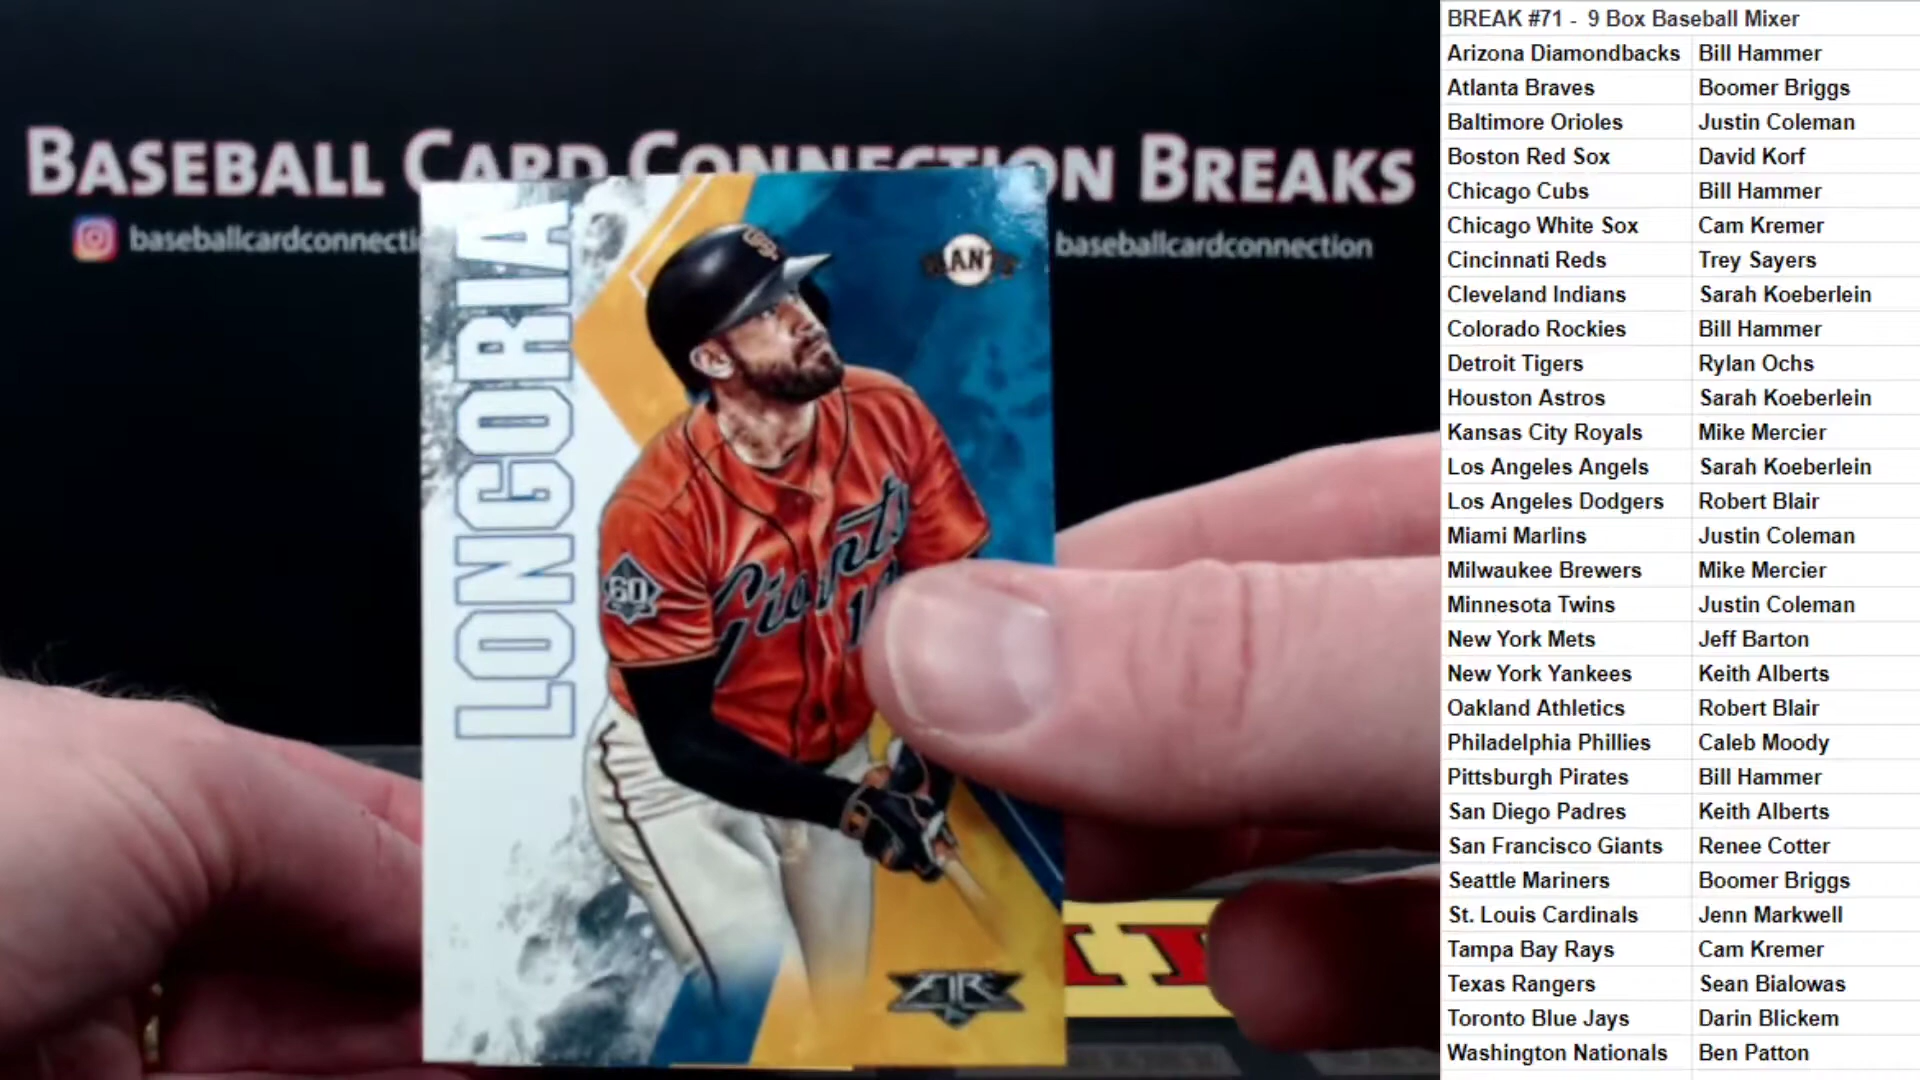 BASEBALL CARD CONNECTION BREAKS
baseballcardconnecti
baseballcardconnection
LONGORIA
GIANTS
SF
60
Giants
FIRE
BREAK #71 - 9 Box Baseball Mixer
Arizona Diamondbacks Bill Hammer
Atlanta Braves Boomer Briggs
Baltimore Orioles Justin Coleman
Boston Red Sox David Korf
Chicago Cubs Bill Hammer
Chicago White Sox Cam Kremer
Cincinnati Reds Trey Sayers
Cleveland Indians Sarah Koeberlein
Colorado Rockies Bill Hammer
Detroit Tigers Rylan Ochs
Houston Astros Sarah Koeberlein
Kansas City Royals Mike Mercier
Los Angeles Angels Sarah Koeberlein
Los Angeles Dodgers Robert Blair
Miami Marlins Justin Coleman
Milwaukee Brewers Mike Mercier
Minnesota Twins Justin Coleman
New York Mets Jeff Barton
New York Yankees Keith Alberts
Oakland Athletics Robert Blair
Philadelphia Phillies Caleb Moody
Pittsburgh Pirates Bill Hammer
San Diego Padres Keith Alberts
San Francisco Giants Renee Cotter
Seattle Mariners Boomer Briggs
St. Louis Cardinals Jenn Markwell
Tampa Bay Rays Cam Kremer
Texas Rangers Sean Bialowas
Toronto Blue Jays Darin Blickem
Washington Nationals Ben Patton